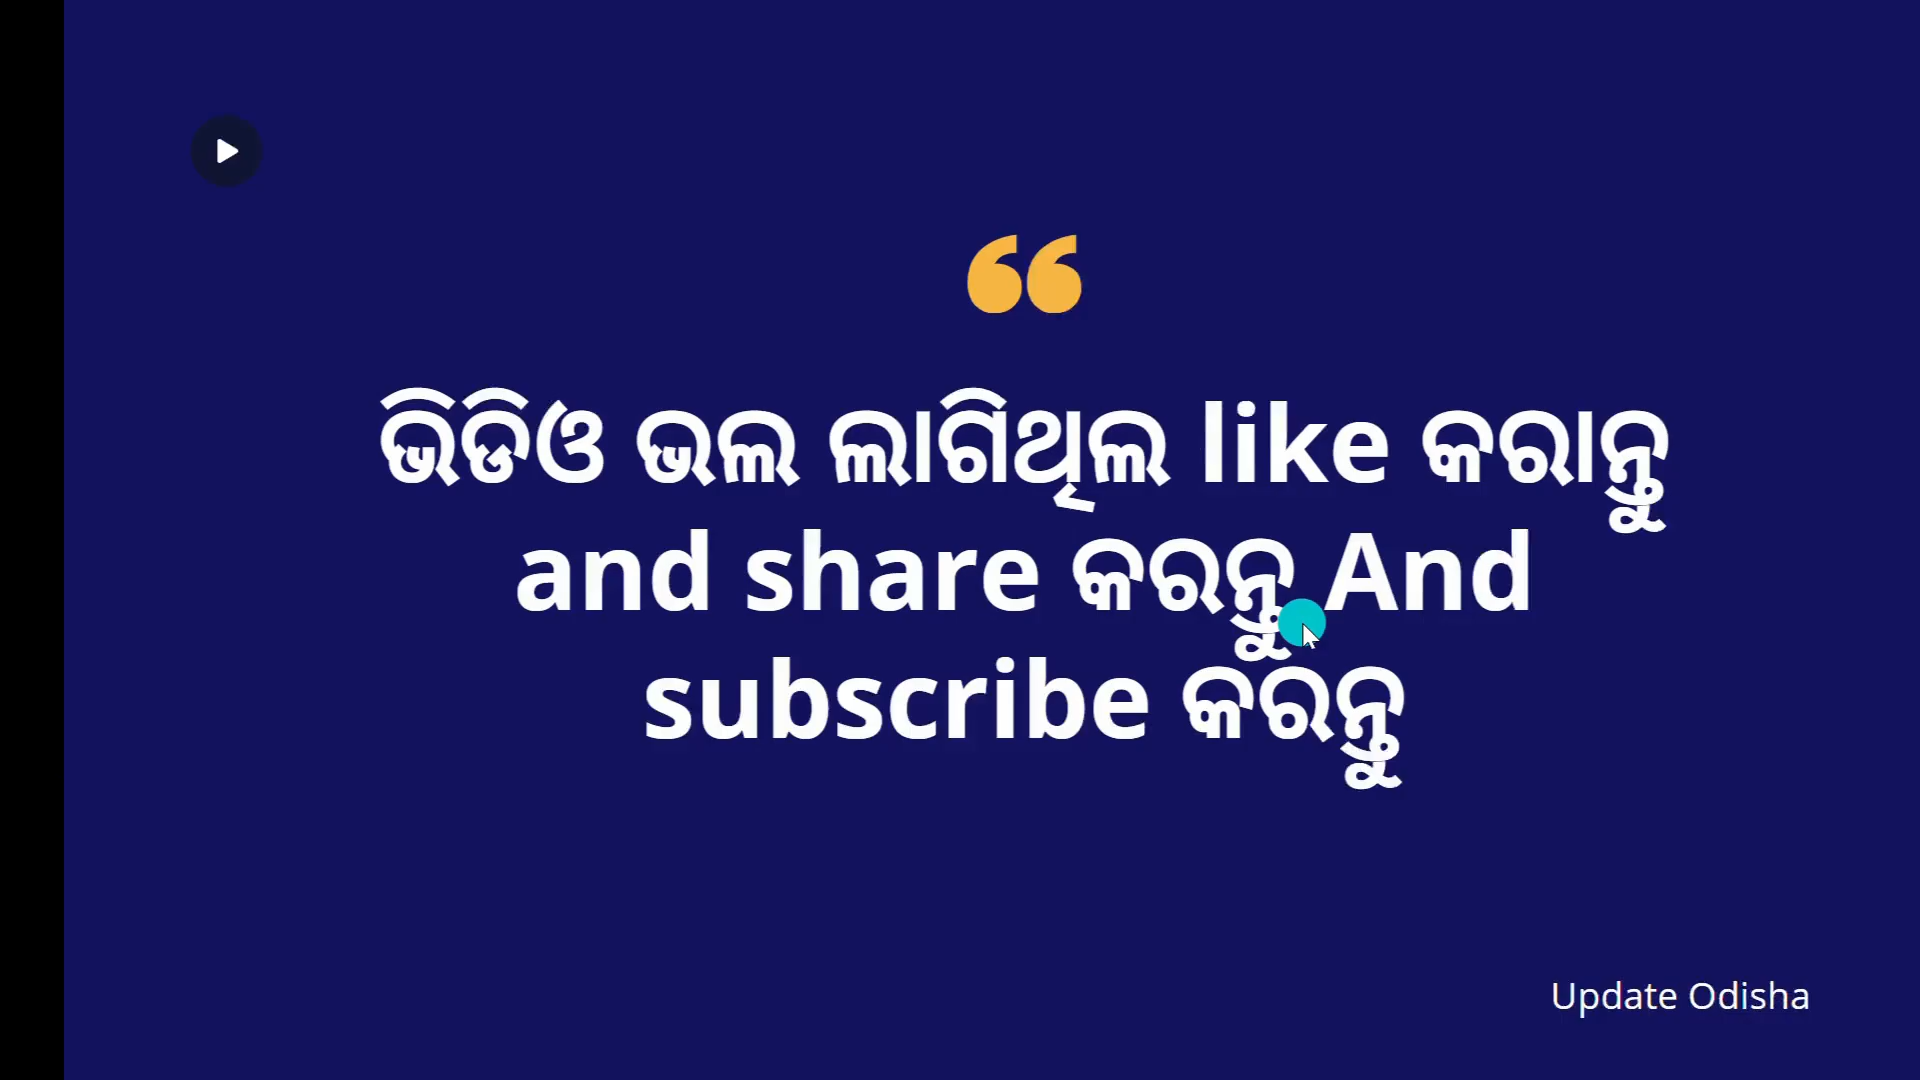 ଭିଡିଓ ଭଲ ଲାଗିଥିଲ like କରାନ୍ତୁ
and share କରନ୍ତୁ And
subscribe କରନ୍ତୁ
Update Odisha